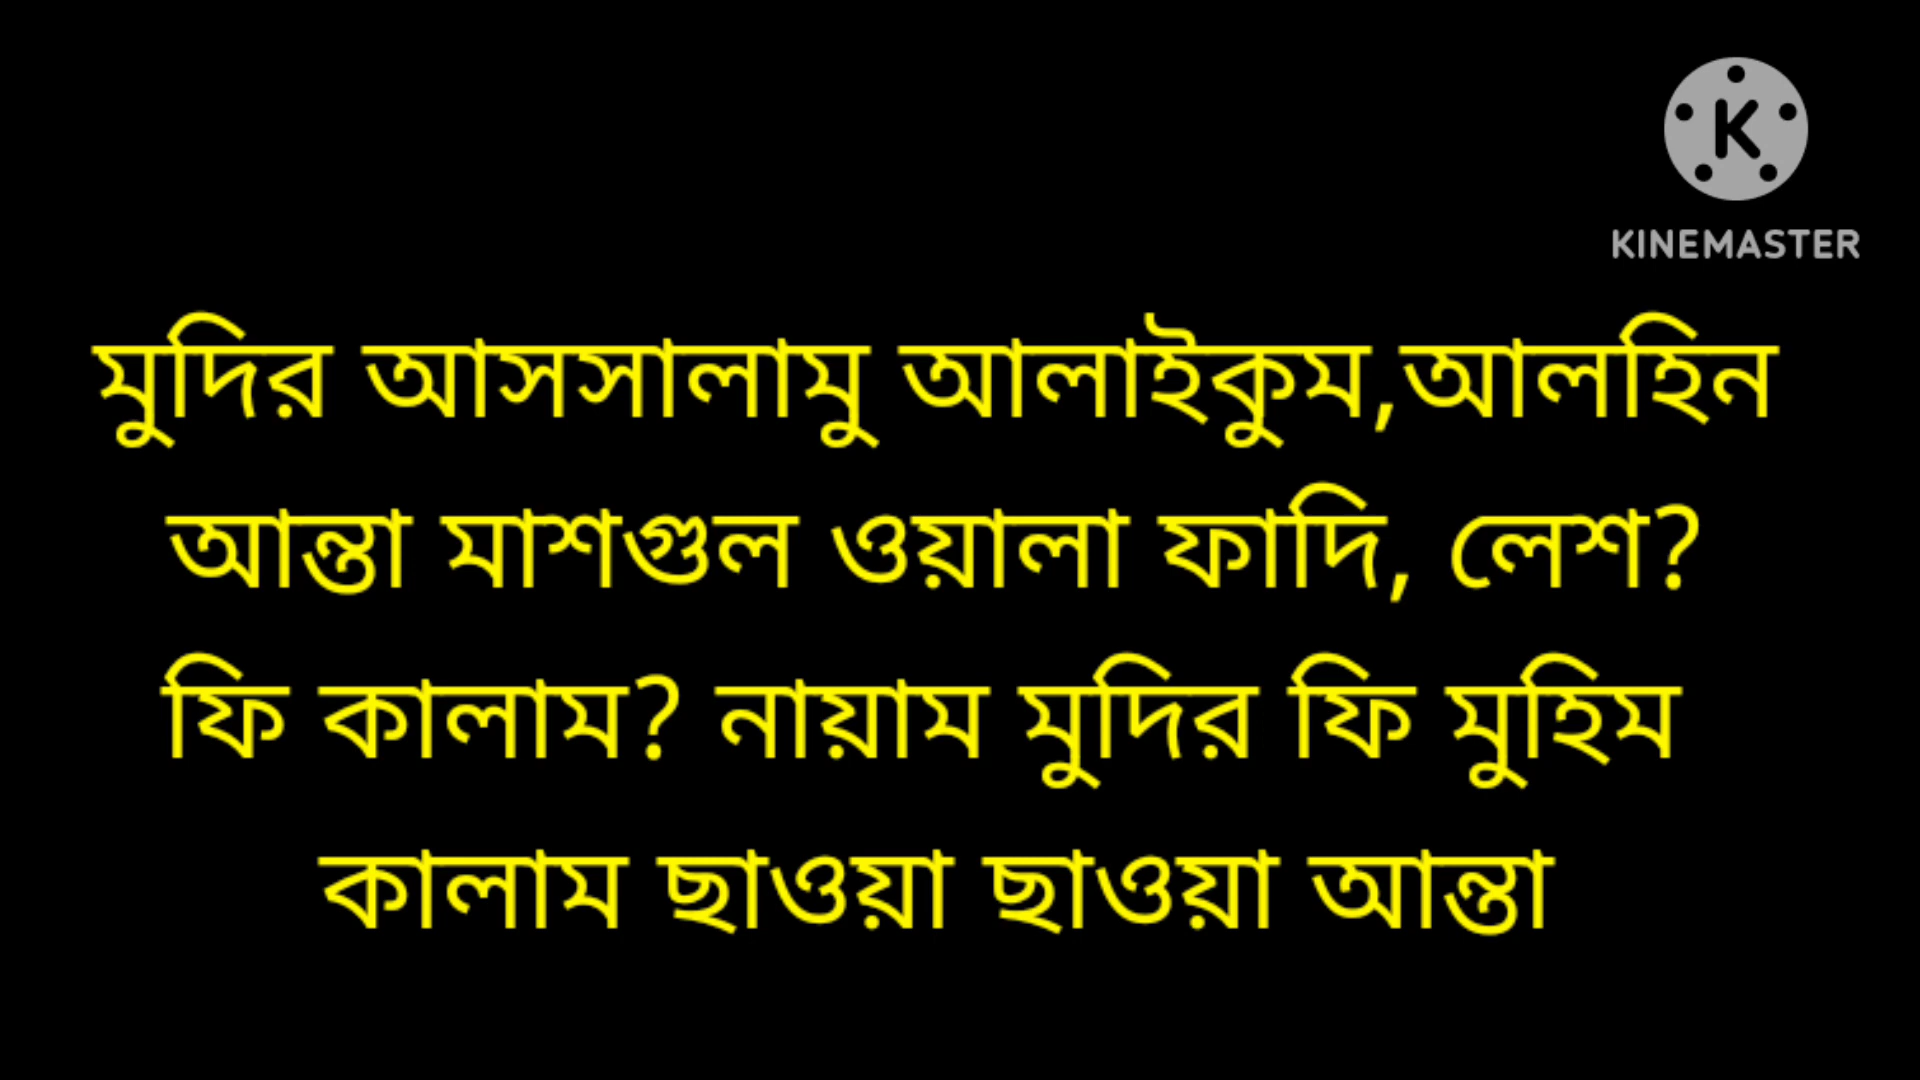 KINEMASTER
মুদির আসসালামু আলাইকুম,আলহিন
আন্তা মাশগুল ওয়ালা ফাদি, লেশ?
ফি কালাম? নায়াম মুদির ফি মুহিম
কালাম ছাওয়া ছাওয়া আন্তা